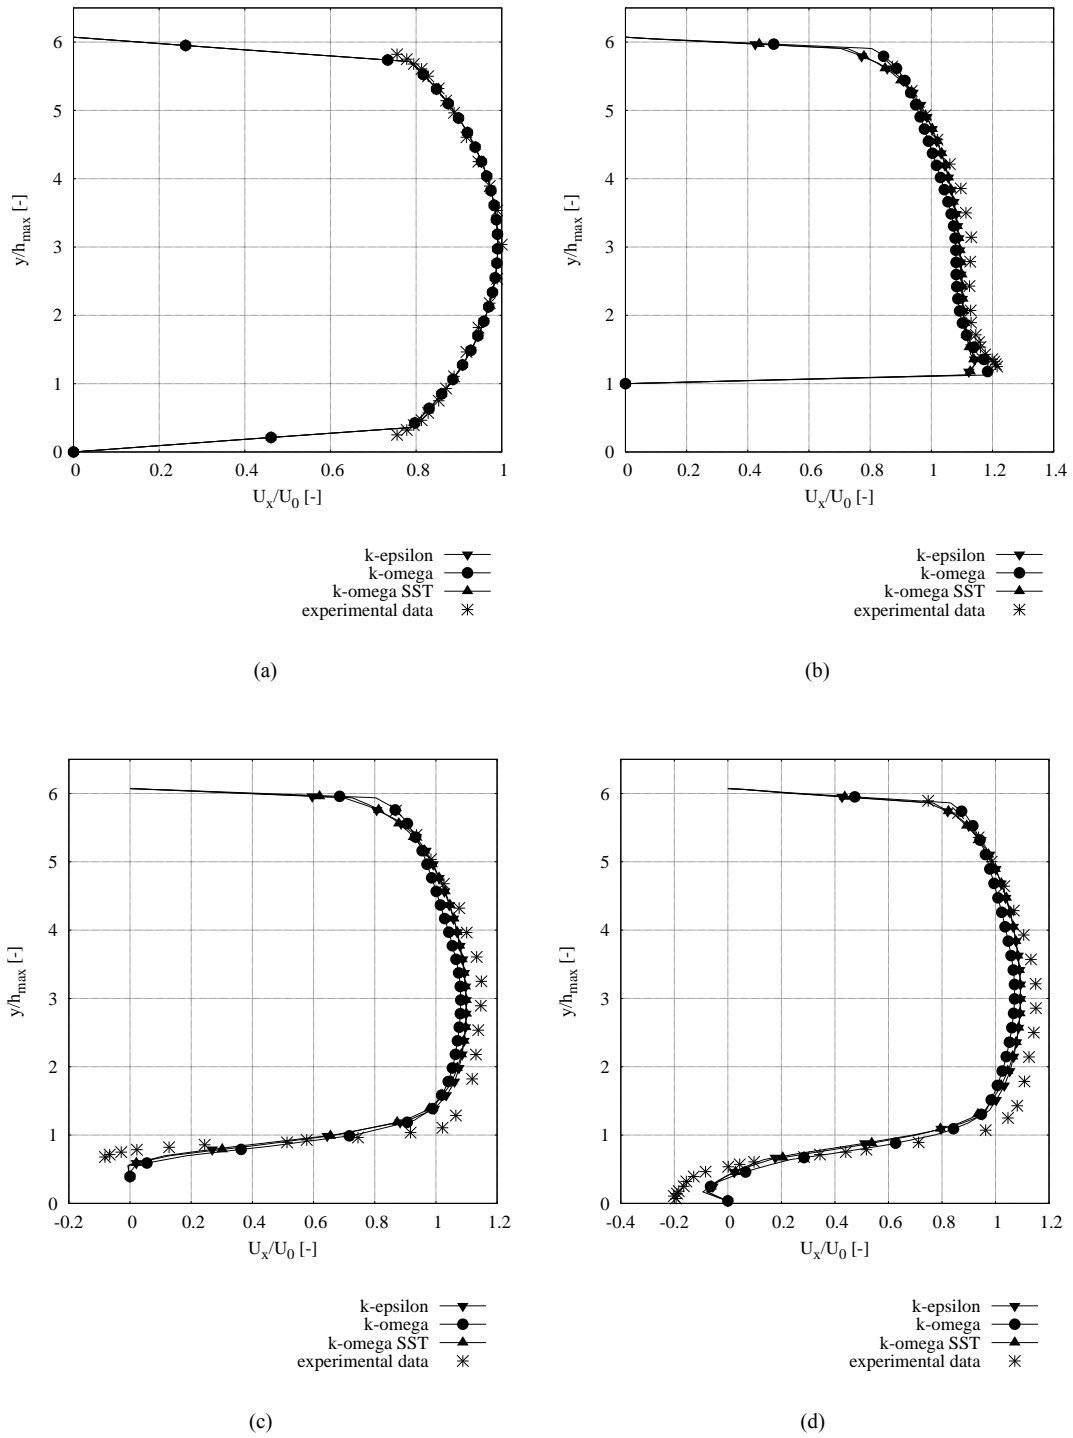 6
5
4
3
2
1
0
y/h_max [-]
0 0.2 0.4 0.6 0.8 1
U_x/U_0 [-]
k-epsilon
k-omega
k-omega SST
experimental data
(a)
6
5
4
3
2
1
0
y/h_max [-]
0 0.2 0.4 0.6 0.8 1 1.2 1.4
U_x/U_0 [-]
k-epsilon
k-omega
k-omega SST
experimental data
(b)
6
5
4
3
2
1
0
y/h_max [-]
-0.2 0 0.2 0.4 0.6 0.8 1 1.2
U_x/U_0 [-]
k-epsilon
k-omega
k-omega SST
experimental data
(c)
6
5
4
3
2
1
0
y/h_max [-]
-0.4 -0.2 0 0.2 0.4 0.6 0.8 1 1.2
U_x/U_0 [-]
k-epsilon
k-omega
k-omega SST
experimental data
(d)